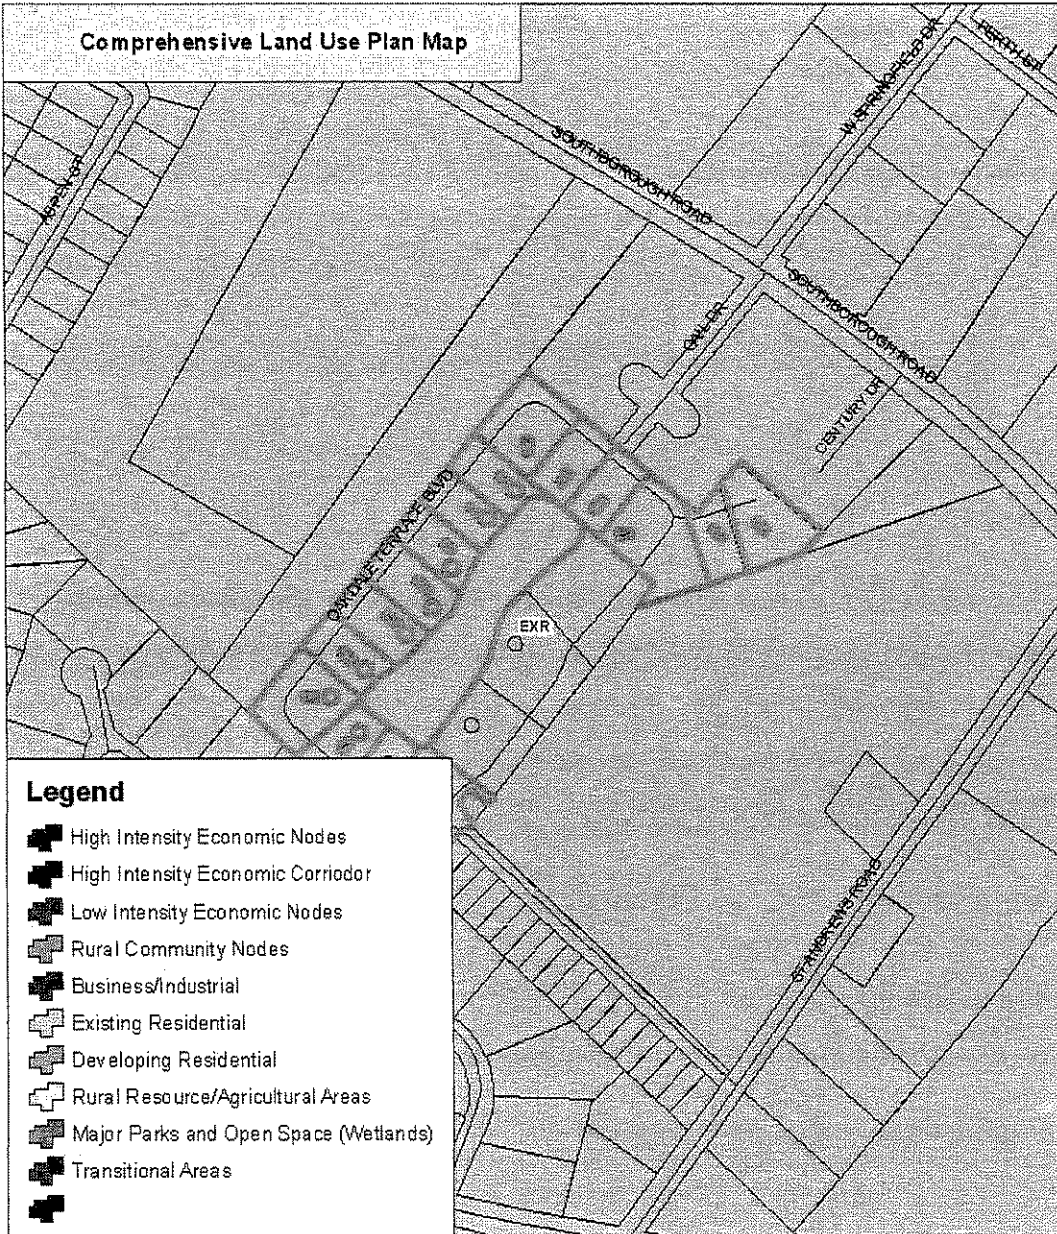 Comprehensive Land Use Plan Map
PERTH ST
W SPRINGFIELD DR
SOUTHBOROUGH ROAD
ASPEN ST
SOUTHBOROUGH ROAD
GAIL DR
CENTURY DR
OAKDALE TERRACE BLVD
EXR
ST ANDREWS ROAD
Legend
High Intensity Economic Nodes
High Intensity Economic Corriodor
Low Intensity Economic Nodes
Rural Community Nodes
Business/Industrial
Existing Residential
Developing Residential
Rural Resource/Agricultural Areas
Major Parks and Open Space (Wetlands)
Transitional Areas